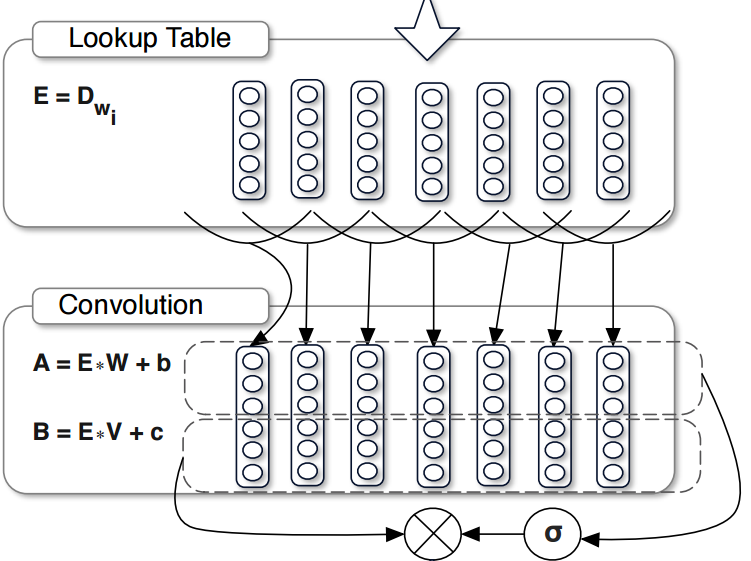 Lookup Table
E = D_{w_i}
Convolution
A = E*W + b
B = E*V + c
σ